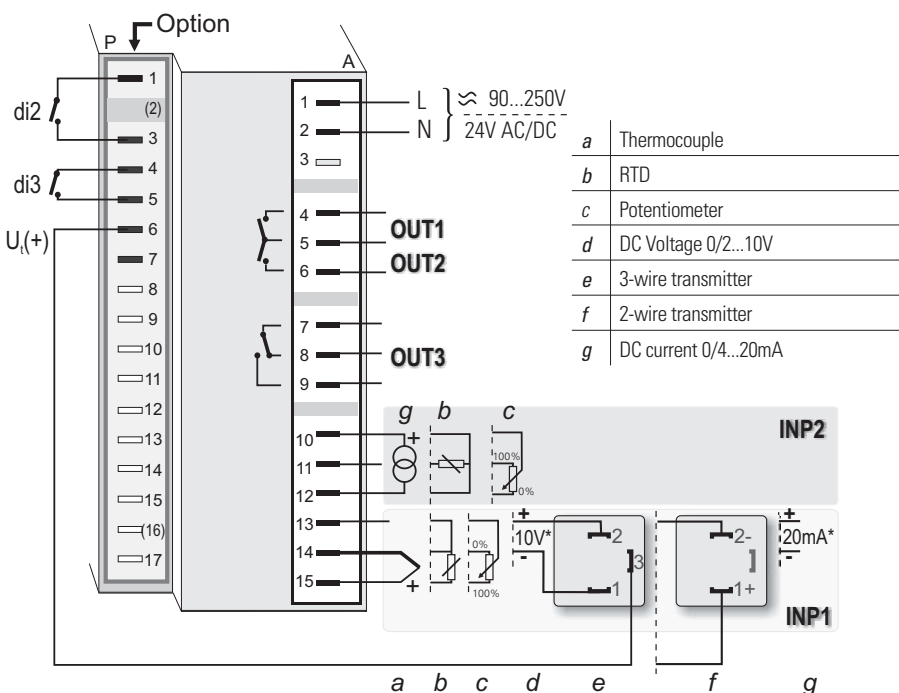 Option
P
A
di2
di3
Uₜ(+)
1
(2)
3
4
5
6
7
8
9
10
11
12
13
14
15
(16)
17
1
2
3
4
5
6
7
8
9
10
11
12
13
14
15
L
N
≂ 90...250V
24V AC/DC
OUT1
OUT2
OUT3
a Thermocouple
b RTD
c Potentiometer
d DC Voltage 0/2...10V
e 3-wire transmitter
f 2-wire transmitter
g DC current 0/4...20mA
g b c
INP2
+
100%
0%
+
0%
100%
+
10V*
-
2
3
1
2-
1+
+
20mA*
-
INP1
a b c d e f g